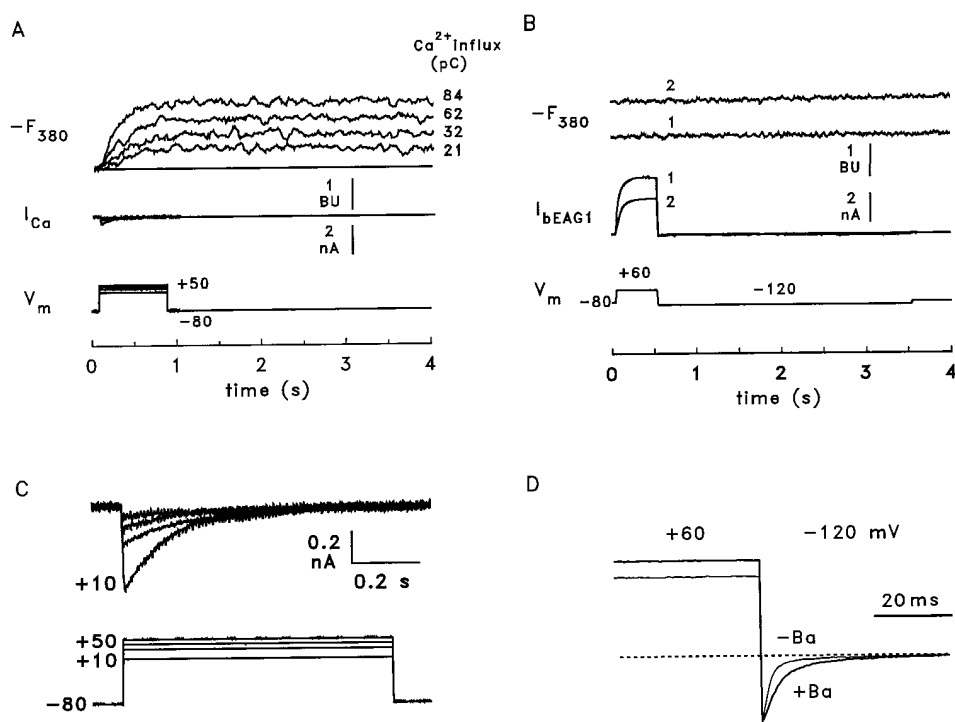 A
Ca2+ influx
(pC)
84
62
32
21
−F380
1
BU
ICa
2
nA
+50
Vm
−80
0 1 2 3 4
time (s)
B
2
−F380
1
1
BU
1
2
IbEAG1
2
nA
+60
Vm −80
−120
0 1 2 3 4
time (s)
C
0.2
nA
0.2 s
+10
+50
+10
−80
D
+60 −120 mV
20 ms
−Ba
+Ba